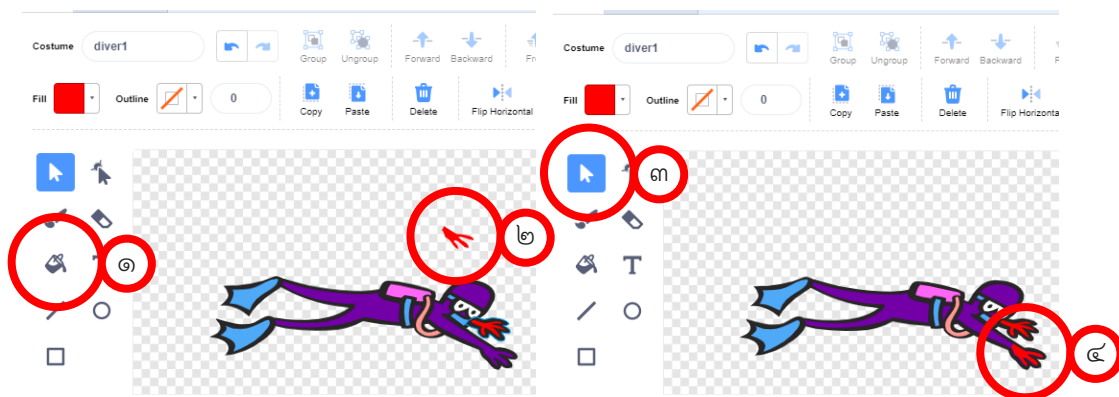 Costume diver1
Group Ungroup Forward Backward
Fill Outline 0
Copy Paste Delete Flip Horizontal
๑
๒
T
Costume diver1
Group Ungroup Forward Backward
Fill Outline 0
Copy Paste Delete Flip Horizonta
๓
T
๔